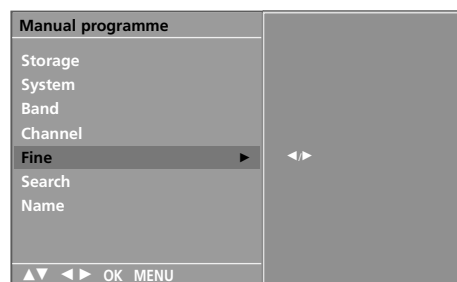 Manual programme
Storage
System
Band
Channel
Fine ► ◄/►
Search
Name
▲▼ ◄► OK MENU